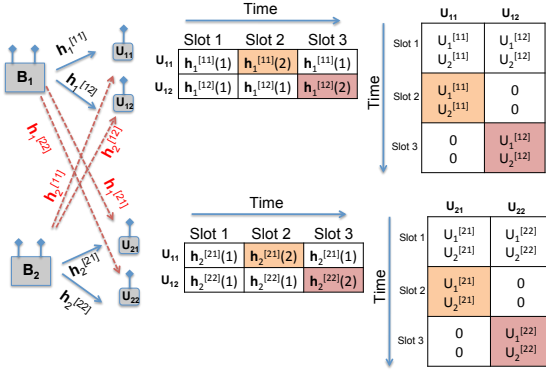 B₁
B₂
h₁[11]
h₁[12]
h₁[22]
h₂[11]
h₂[12]
h₁[21]
h₂[21]
h₂[22]
U₁₁
U₁₂
U₂₁
U₂₂
Time
Slot 1 Slot 2 Slot 3
U₁₁ h₁[11](1) h₁[11](2) h₁[11](1)
U₁₂ h₁[12](1) h₁[12](1) h₁[12](2)
Time
U₁₁ U₁₂
Slot 1 U₁[11] U₁[12]
U₂[11] U₂[12]
Slot 2 U₁[11] 0
U₂[11] 0
Slot 3 0 U₁[12]
0 U₂[12]
Time
Slot 1 Slot 2 Slot 3
U₁₁ h₂[21](1) h₂[21](2) h₂[21](1)
U₁₂ h₂[22](1) h₂[22](1) h₂[22](2)
Time
U₂₁ U₂₂
Slot 1 U₁[21] U₁[22]
U₂[21] U₂[22]
Slot 2 U₁[21] 0
U₂[21] 0
Slot 3 0 U₁[22]
0 U₂[22]